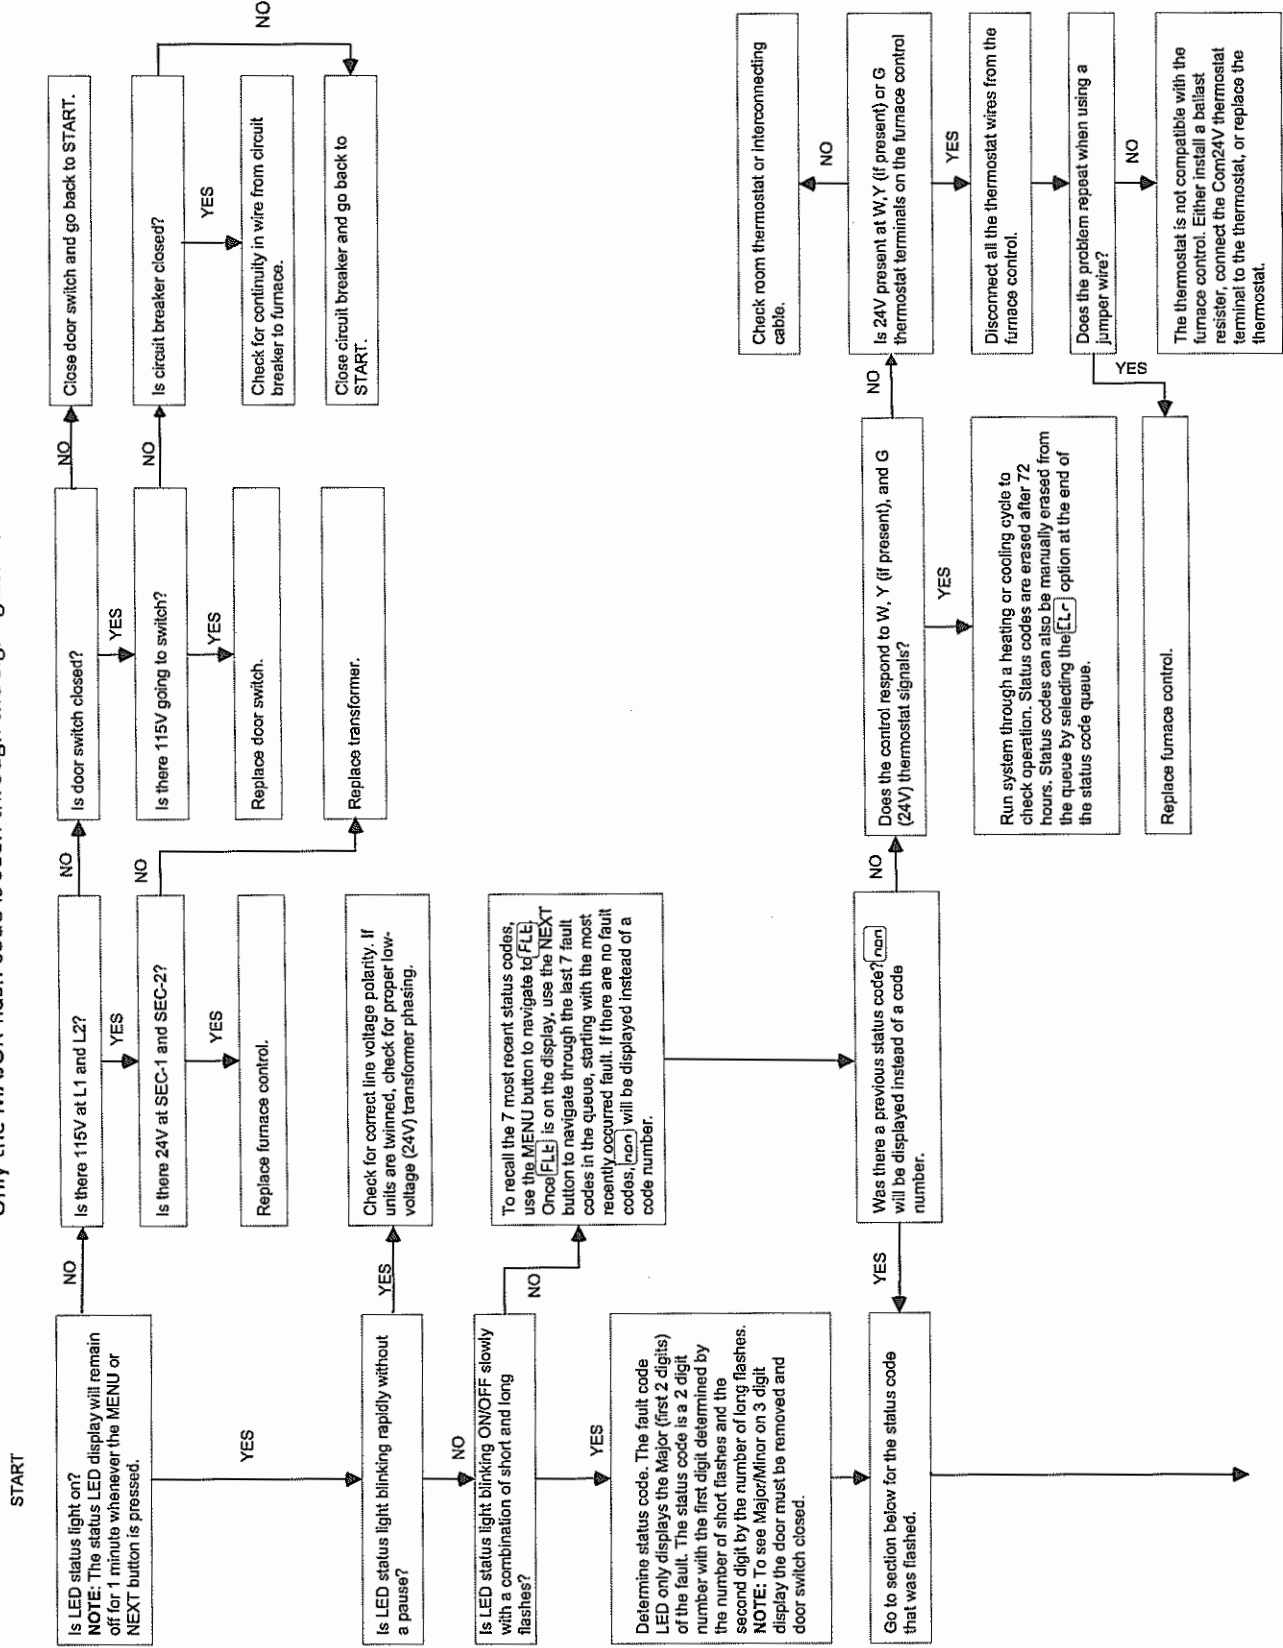 START
Is LED status light on?
NOTE: The status LED display will remain
off for 1 minute whenever the MENU or
NEXT button is pressed.
NO
Is there 115V at L1 and L2?
NO
Is door switch closed?
NO
Close door switch and go back to START.
YES
Is there 115V going to switch?
NO
Is circuit breaker closed?
NO
YES
Check for continuity in wire from circuit
breaker to furnace.
Close circuit breaker and go back to
START.
YES
Replace door switch.
YES
Is there 24V at SEC-1 and SEC-2?
NO
Replace transformer.
YES
Replace furnace control.
YES
Is LED status light blinking rapidly without
a pause?
YES
Check for correct line voltage polarity. If
units are twinned, check for proper low-
voltage (24V) transformer phasing.
NO
Is LED status light blinking ON/OFF slowly
with a combination of short and long
flashes?
NO
To recall the 7 most recent status codes,
use the MENU button to navigate to FLt
Once FLt is on the display, use the NEXT
button to navigate through the last 7 fault
codes in the queue, starting with the most
recently occurred fault. If there are no fault
codes, non will be displayed instead of a
code number.
YES
Determine status code. The fault code
LED only displays the Major (first 2 digits)
of the fault. The status code is a 2 digit
number with the first digit determined by
the number of short flashes and the
second digit by the number of long flashes.
NOTE: To see Major/Minor on 3 digit
display the door must be removed and
door switch closed.
Go to section below for the status code
that was flashed.
YES
Was there a previous status code? non
will be displayed instead of a code
number.
NO
Does the control respond to W, Y (if present), and G
(24V) thermostat signals?
NO
Is 24V present at W,Y (if present) or G
thermostat terminals on the furnace control
NO
Check room thermostat or interconnecting
cable.
YES
Disconnect all the thermostat wires from the
furnace control.
Does the problem repeat when using a
jumper wire?
NO
The thermostat is not compatible with the
furnace control. Either install a ballast
resister, connect the Com24V thermostat
terminal to the thermostat, or replace the
thermostat.
YES
Replace furnace control.
YES
Run system through a heating or cooling cycle to
check operation. Status codes are erased after 72
hours. Status codes can also be manually erased from
the queue by selecting the CLr option at the end of
the status code queue.